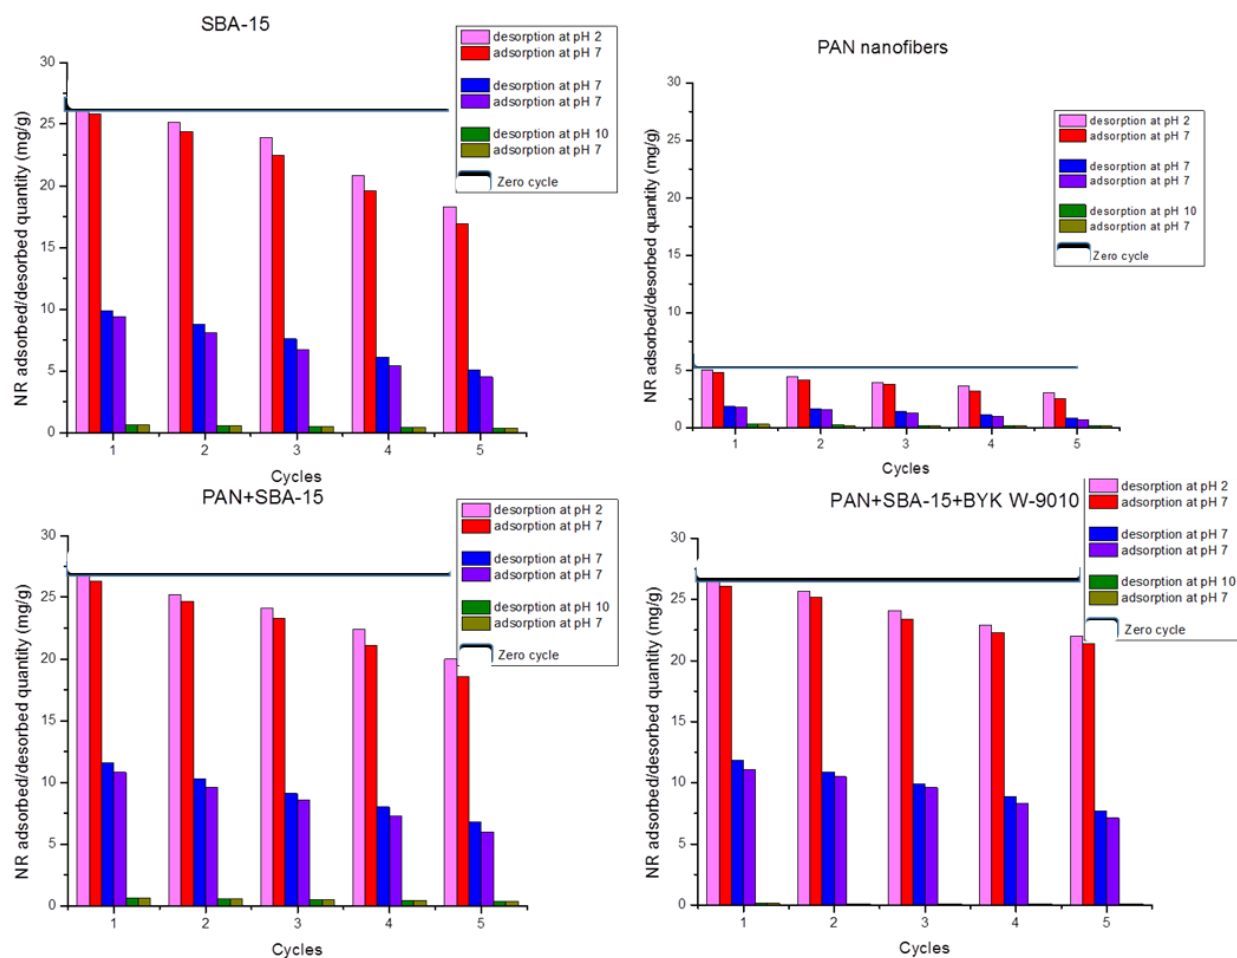 SBA-15
desorption at pH 2
adsorption at pH 7
desorption at pH 7
adsorption at pH 7
desorption at pH 10
adsorption at pH 7
Zero cycle
NR adsorbed/desorbed quantity (mg/g)
30
25
20
15
10
5
0
1 2 3 4 5
Cycles
PAN nanofibers
desorption at pH 2
adsorption at pH 7
desorption at pH 7
adsorption at pH 7
desorption at pH 10
adsorption at pH 7
Zero cycle
NR adsorbed/desorbed quantity (mg/g)
30
25
20
15
10
5
0
1 2 3 4 5
Cycles
PAN+SBA-15
desorption at pH 2
adsorption at pH 7
desorption at pH 7
adsorption at pH 7
desorption at pH 10
adsorption at pH 7
Zero cycle
NR adsorbed/desorbed quantity (mg/g)
30
25
20
15
10
5
0
1 2 3 4 5
Cycles
PAN+SBA-15+BYK W-9010
desorption at pH 2
adsorption at pH 7
desorption at pH 7
adsorption at pH 7
desorption at pH 10
adsorption at pH 7
Zero cycle
NR adsorbed/desorbed quantity (mg/g)
30
25
20
15
10
5
0
1 2 3 4 5
Cycles